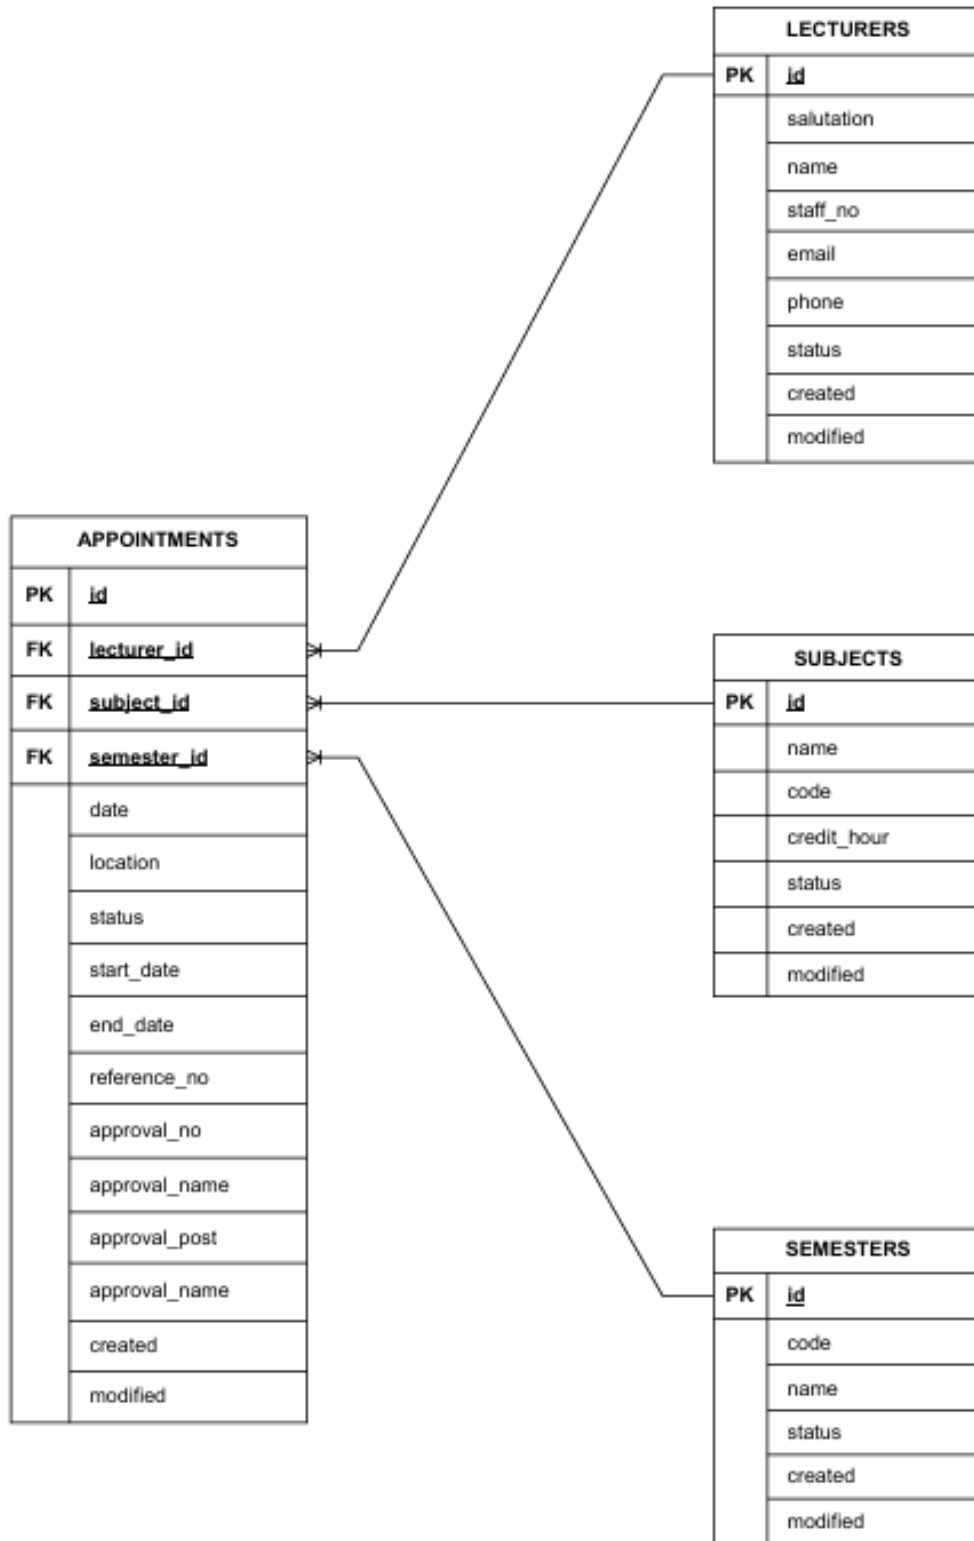 LECTURERS
PK id
salutation
name
staff_no
email
phone
status
created
modified
APPOINTMENTS
PK id
FK lecturer_id
FK subject_id
FK semester_id
date
location
status
start_date
end_date
reference_no
approval_no
approval_name
approval_post
approval_name
created
modified
SUBJECTS
PK id
name
code
credit_hour
status
created
modified
SEMESTERS
PK id
code
name
status
created
modified